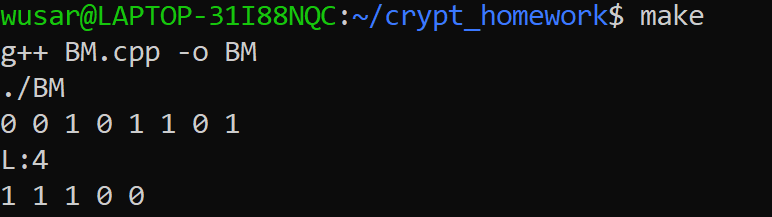 wusar@LAPTOP-31I88NQC:~/crypt_homework$ make
g++ BM.cpp -o BM
./BM
0 0 1 0 1 1 0 1
L:4
1 1 1 0 0